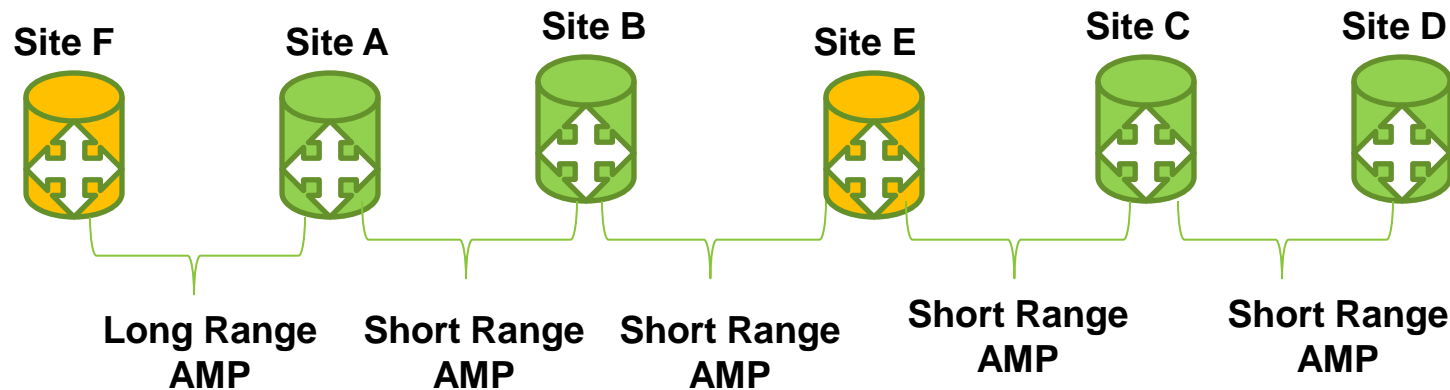 Site F
Site A
Site B
Site E
Site C
Site D
Long Range
AMP
Short Range
AMP
Short Range
AMP
Short Range
AMP
Short Range
AMP